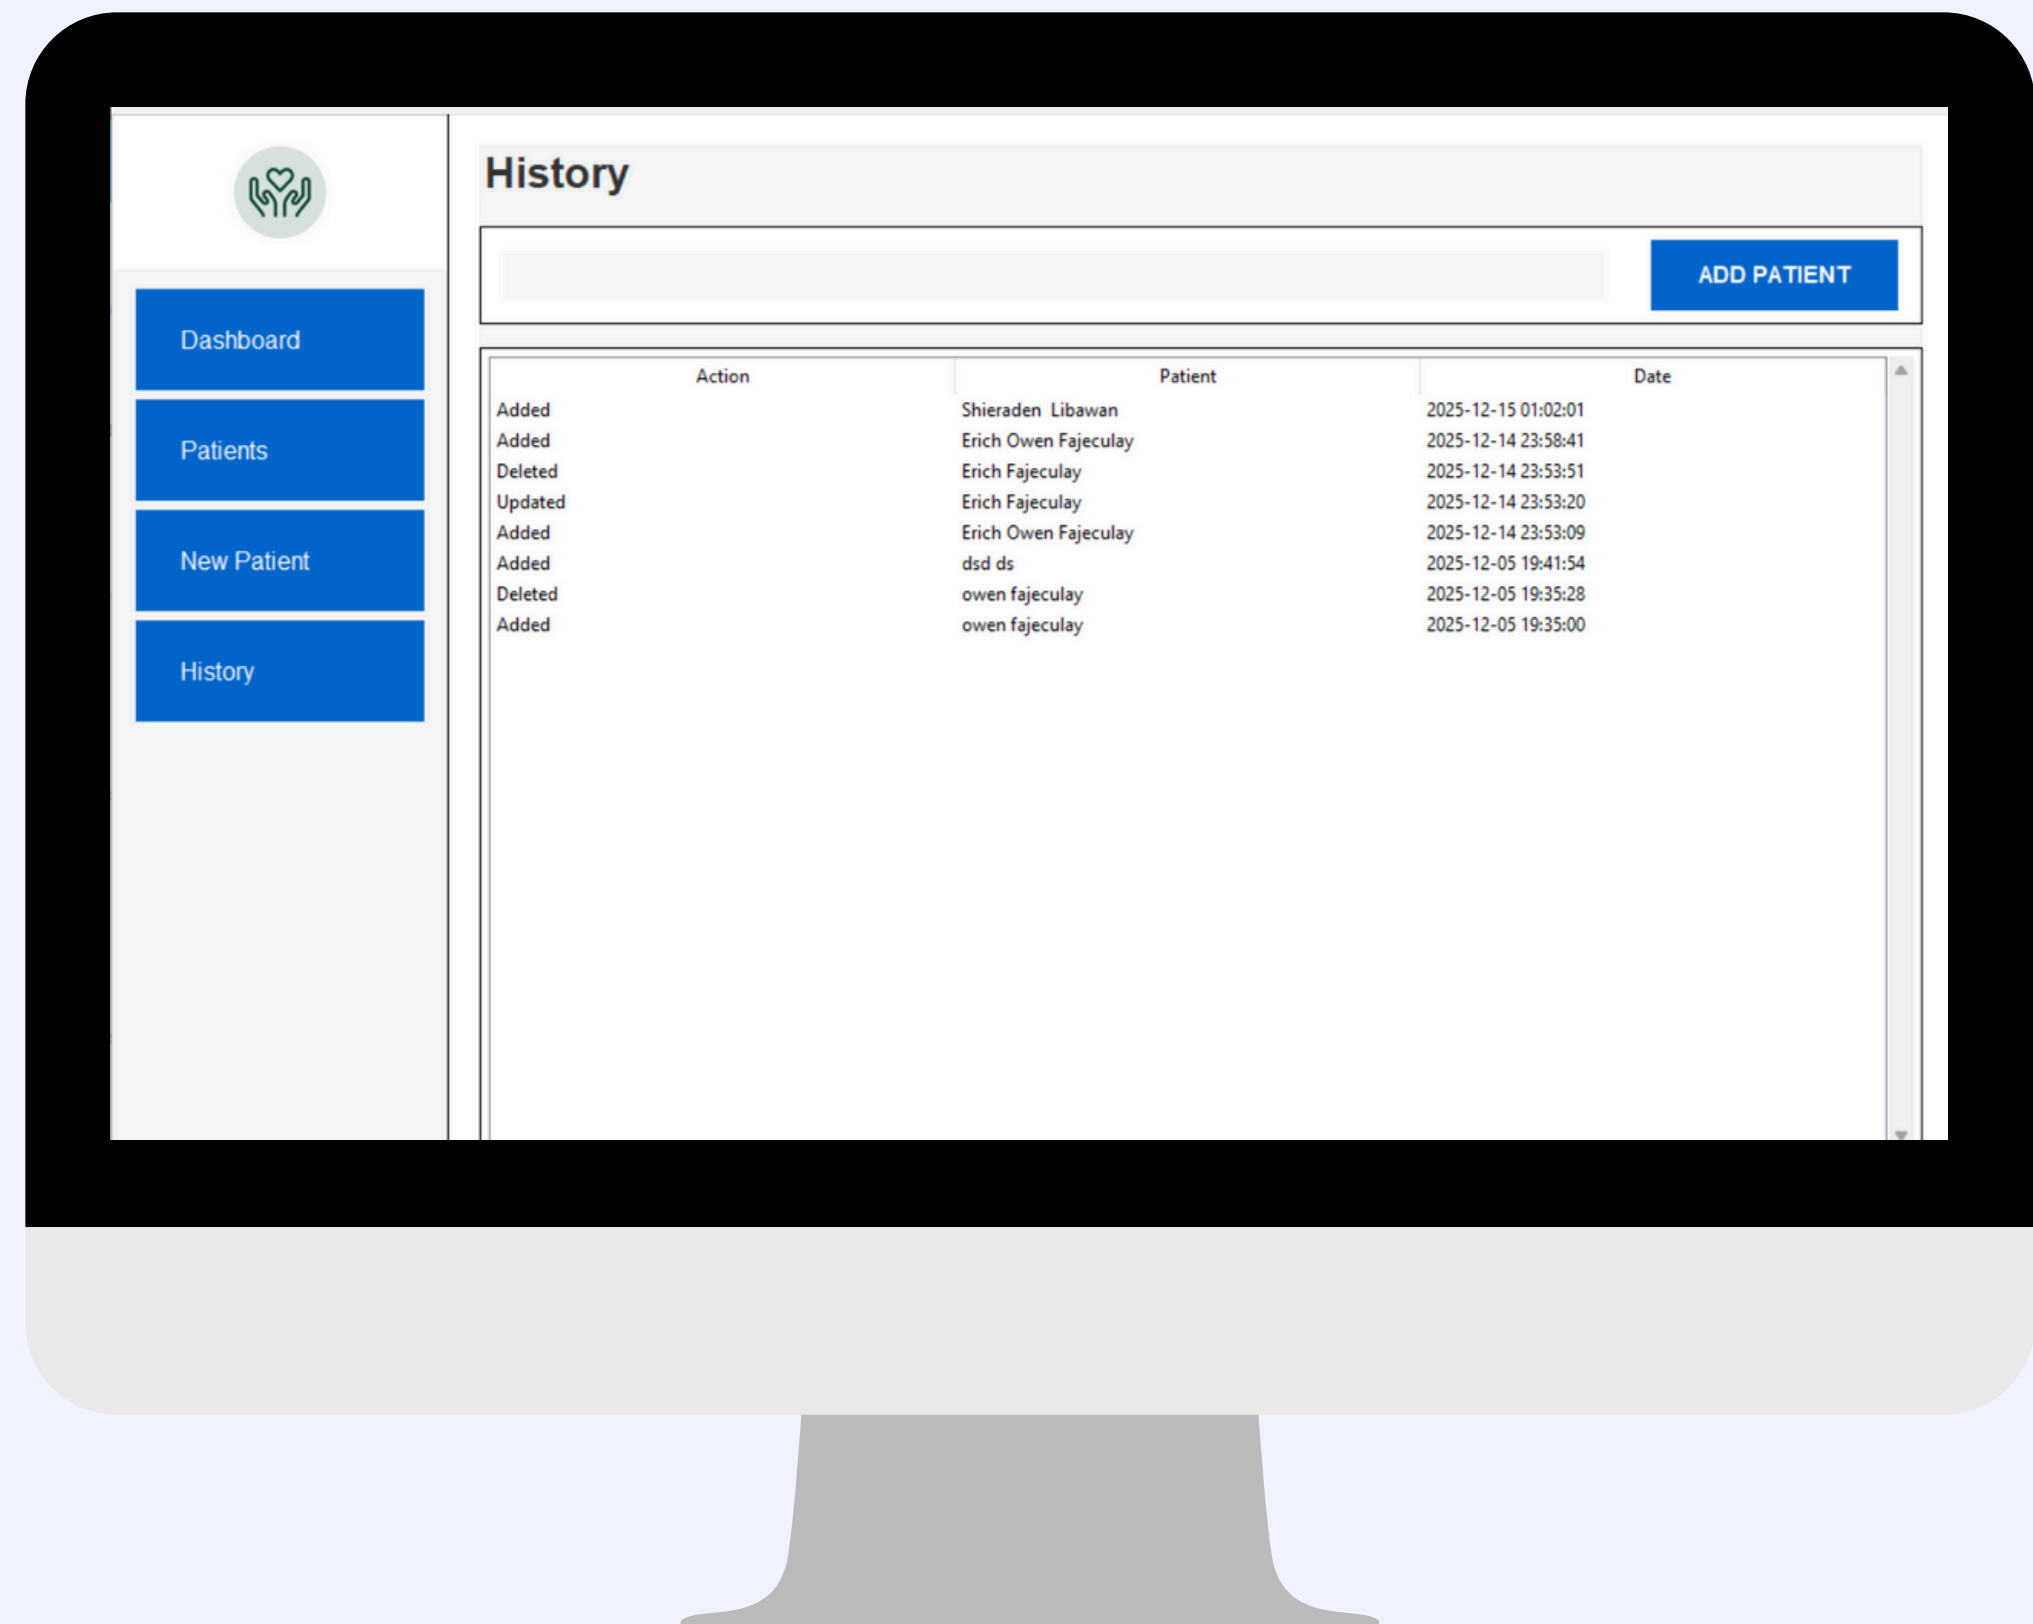 History
ADD PATIENT
Dashboard
Patients
New Patient
History
Action Patient Date
Added Shieraden  Libawan 2025-12-15 01:02:01
Added Erich Owen Fajeculay 2025-12-14 23:58:41
Deleted Erich Fajeculay 2025-12-14 23:53:51
Updated Erich Fajeculay 2025-12-14 23:53:20
Added Erich Owen Fajeculay 2025-12-14 23:53:09
Added dsd ds 2025-12-05 19:41:54
Deleted owen fajeculay 2025-12-05 19:35:28
Added owen fajeculay 2025-12-05 19:35:00